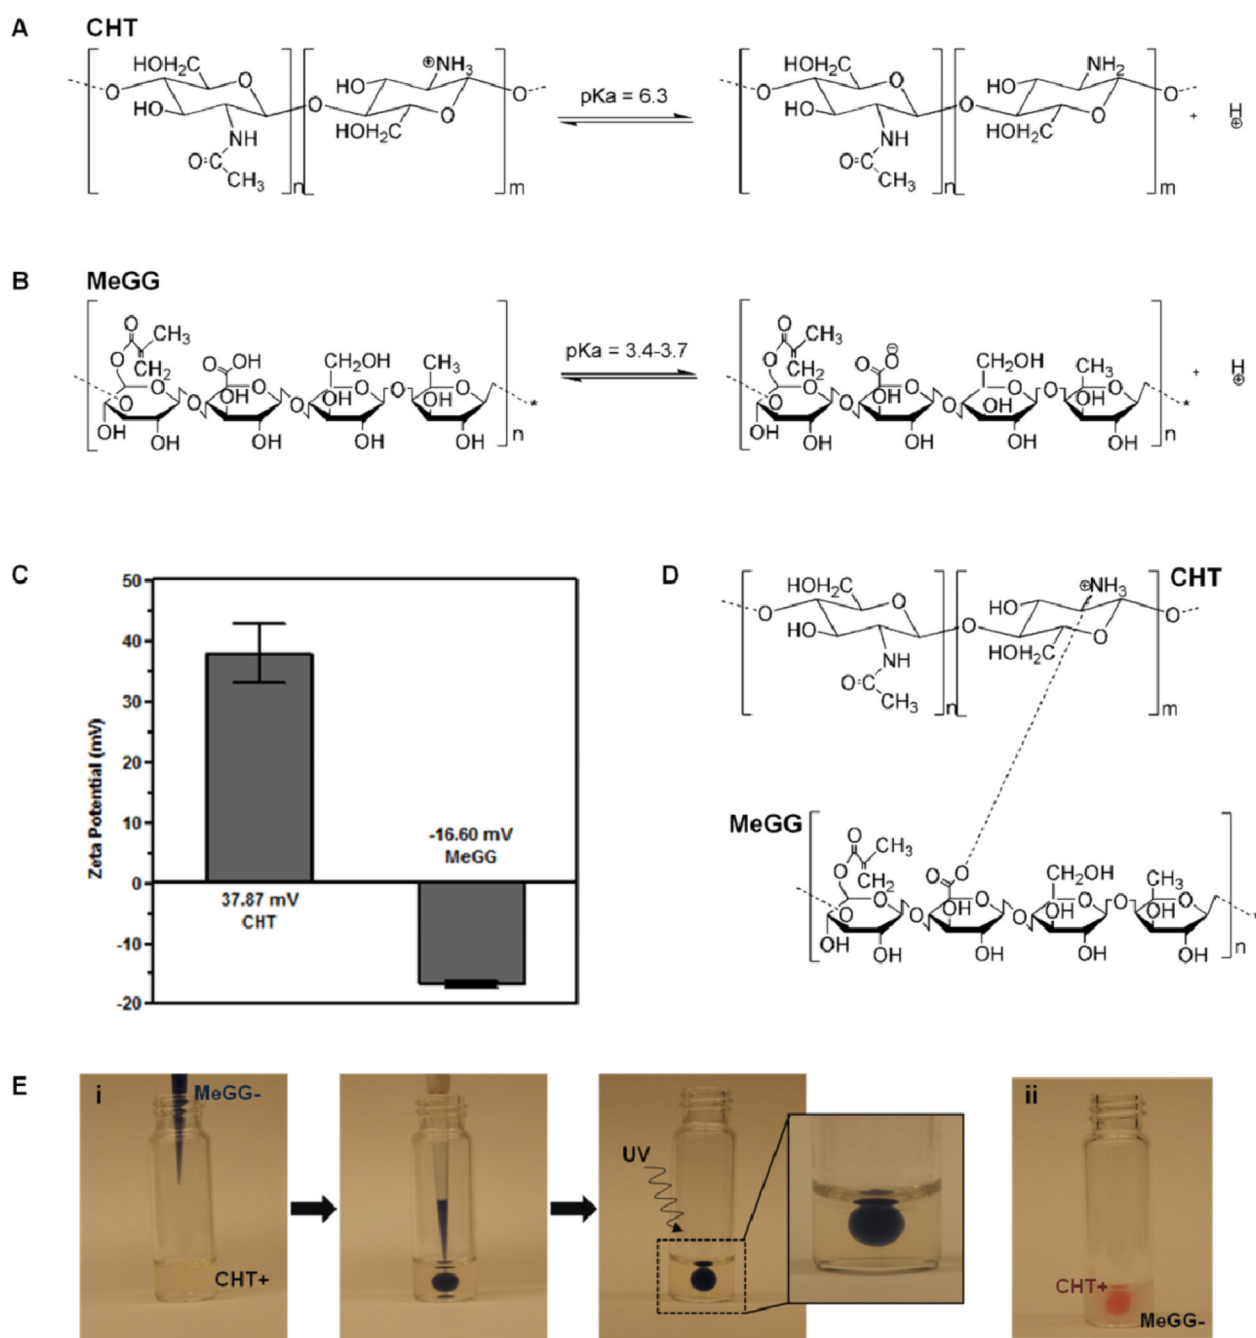 A CHT
HOH₂C
O
HO
O
O
NH
O=C
CH₃
n
⊕NH₃
HO
O
HOH₂C
O
m
pKa = 6.3
HOH₂C
O
HO
O
O
NH
O=C
CH₃
n
NH₂
HO
O
HOH₂C
O
m
+
H
⊕
B MeGG
O
CH₃
O
CH₂
O
O
OH
OH
O
O
OH
O
OH
OH
O
CH₂OH
O
OH
OH
O
CH₃
O
OH
OH
n
*
pKa = 3.4-3.7
O
CH₃
O
CH₂
O
O
OH
OH
O
O
O⊖
O
OH
OH
O
CH₂OH
O
OH
OH
O
CH₃
O
OH
OH
n
*
+
H
⊕
C
Zeta Potential (mV)
50
40
30
20
10
0
-10
-20
37.87 mV
CHT
-16.60 mV
MeGG
D
CHT
HOH₂C
O
HO
O
O
NH
O=C
CH₃
n
⊕NH₃
HO
O
HOH₂C
O
m
MeGG
O
CH₃
O
CH₂
O
O
OH
OH
O
O
O
O
OH
OH
O
CH₂OH
O
OH
OH
O
CH₃
O
OH
OH
n
*
E
i
MeGG-
CHT+
UV
ii
CHT+
MeGG-